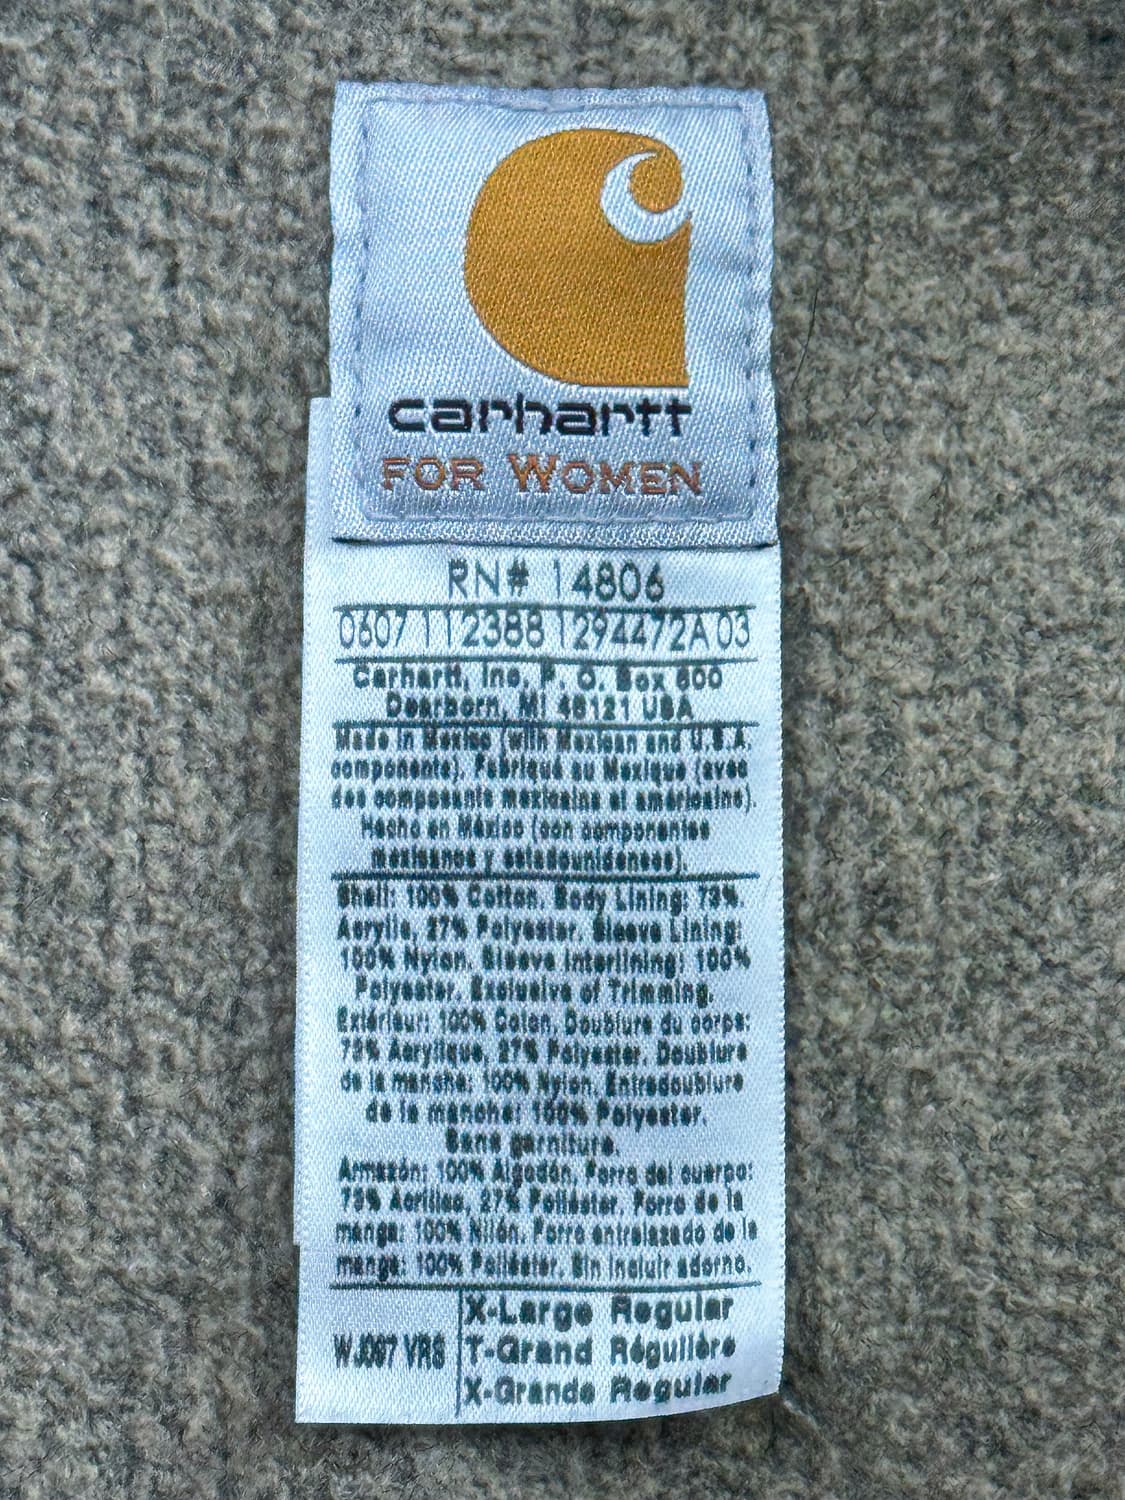 carhartt
FOR WOMEN
RN# 14806
0607 112388 1294472A 03
Carhartt, Inc. P. O. Box 600
Dearborn, MI 48121 USA
Made in Mexico (with Mexican and U.S.A.
components). Fabriqué au Mexique (avec
des composants mexicains et américains).
Hecho en México (con componentes
mexicanos y estadounidenses).
Shell: 100% Cotton. Body Lining: 73%
Acrylic, 27% Polyester. Sleeve Lining:
100% Nylon. Sleeve Interlining: 100%
Polyester. Exclusive of Trimming.
Extérieur: 100% Coton. Doublure du corps:
73% Acrylique, 27% Polyester. Doublure
de la manche: 100% Nylon. Entredoublure
de la manche: 100% Polyester.
Sans garniture.
Armazón: 100% Algodón. Forro del cuerpo:
73% Acrílico, 27% Poliéster. Forro de la
manga: 100% Nilón. Forro entrelazado de la
manga: 100% Poliéster. Sin incluir adorno.
WJ097 VRS
X-Large Regular
T-Grand Régulière
X-Grande Regular